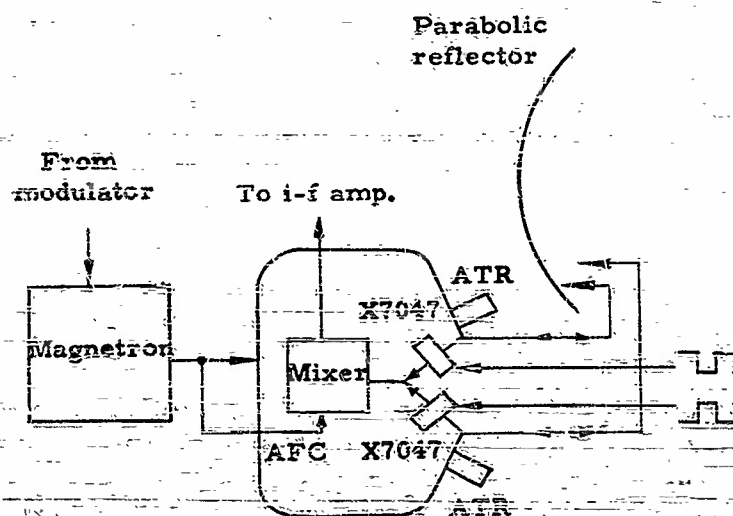 Parabolic
reflector
From
modulator
To i-f amp.
ATR
X7047
Magnetron
Mixer
AFC
X7047
ATR